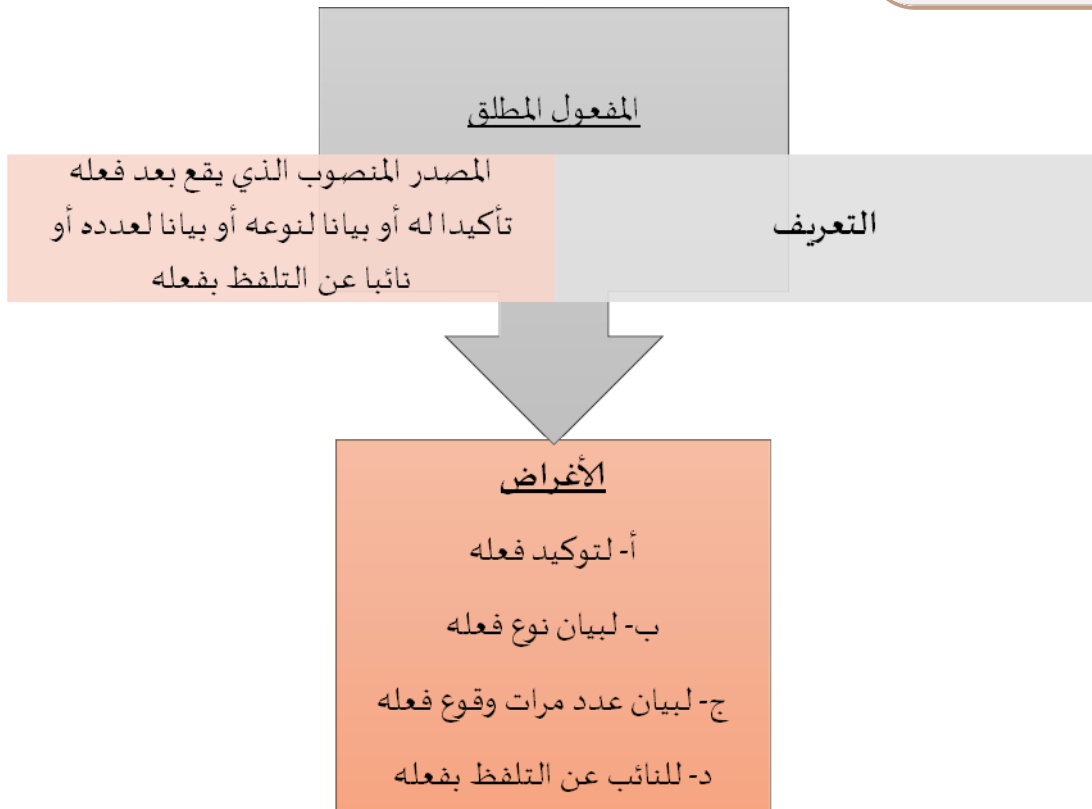 المفعول المطلق
التعريف
المصدر المنصوب الذي يقع بعد فعله
تأكيدا له أو بيانا لنوعه أو بيانا لعدده أو
نائبا عن التلفظ بفعله
الأغراض
أ- لتوكيد فعله
ب- لبيان نوع فعله
ج- لبيان عدد مرات وقوع فعله
د- للنائب عن التلفظ بفعله